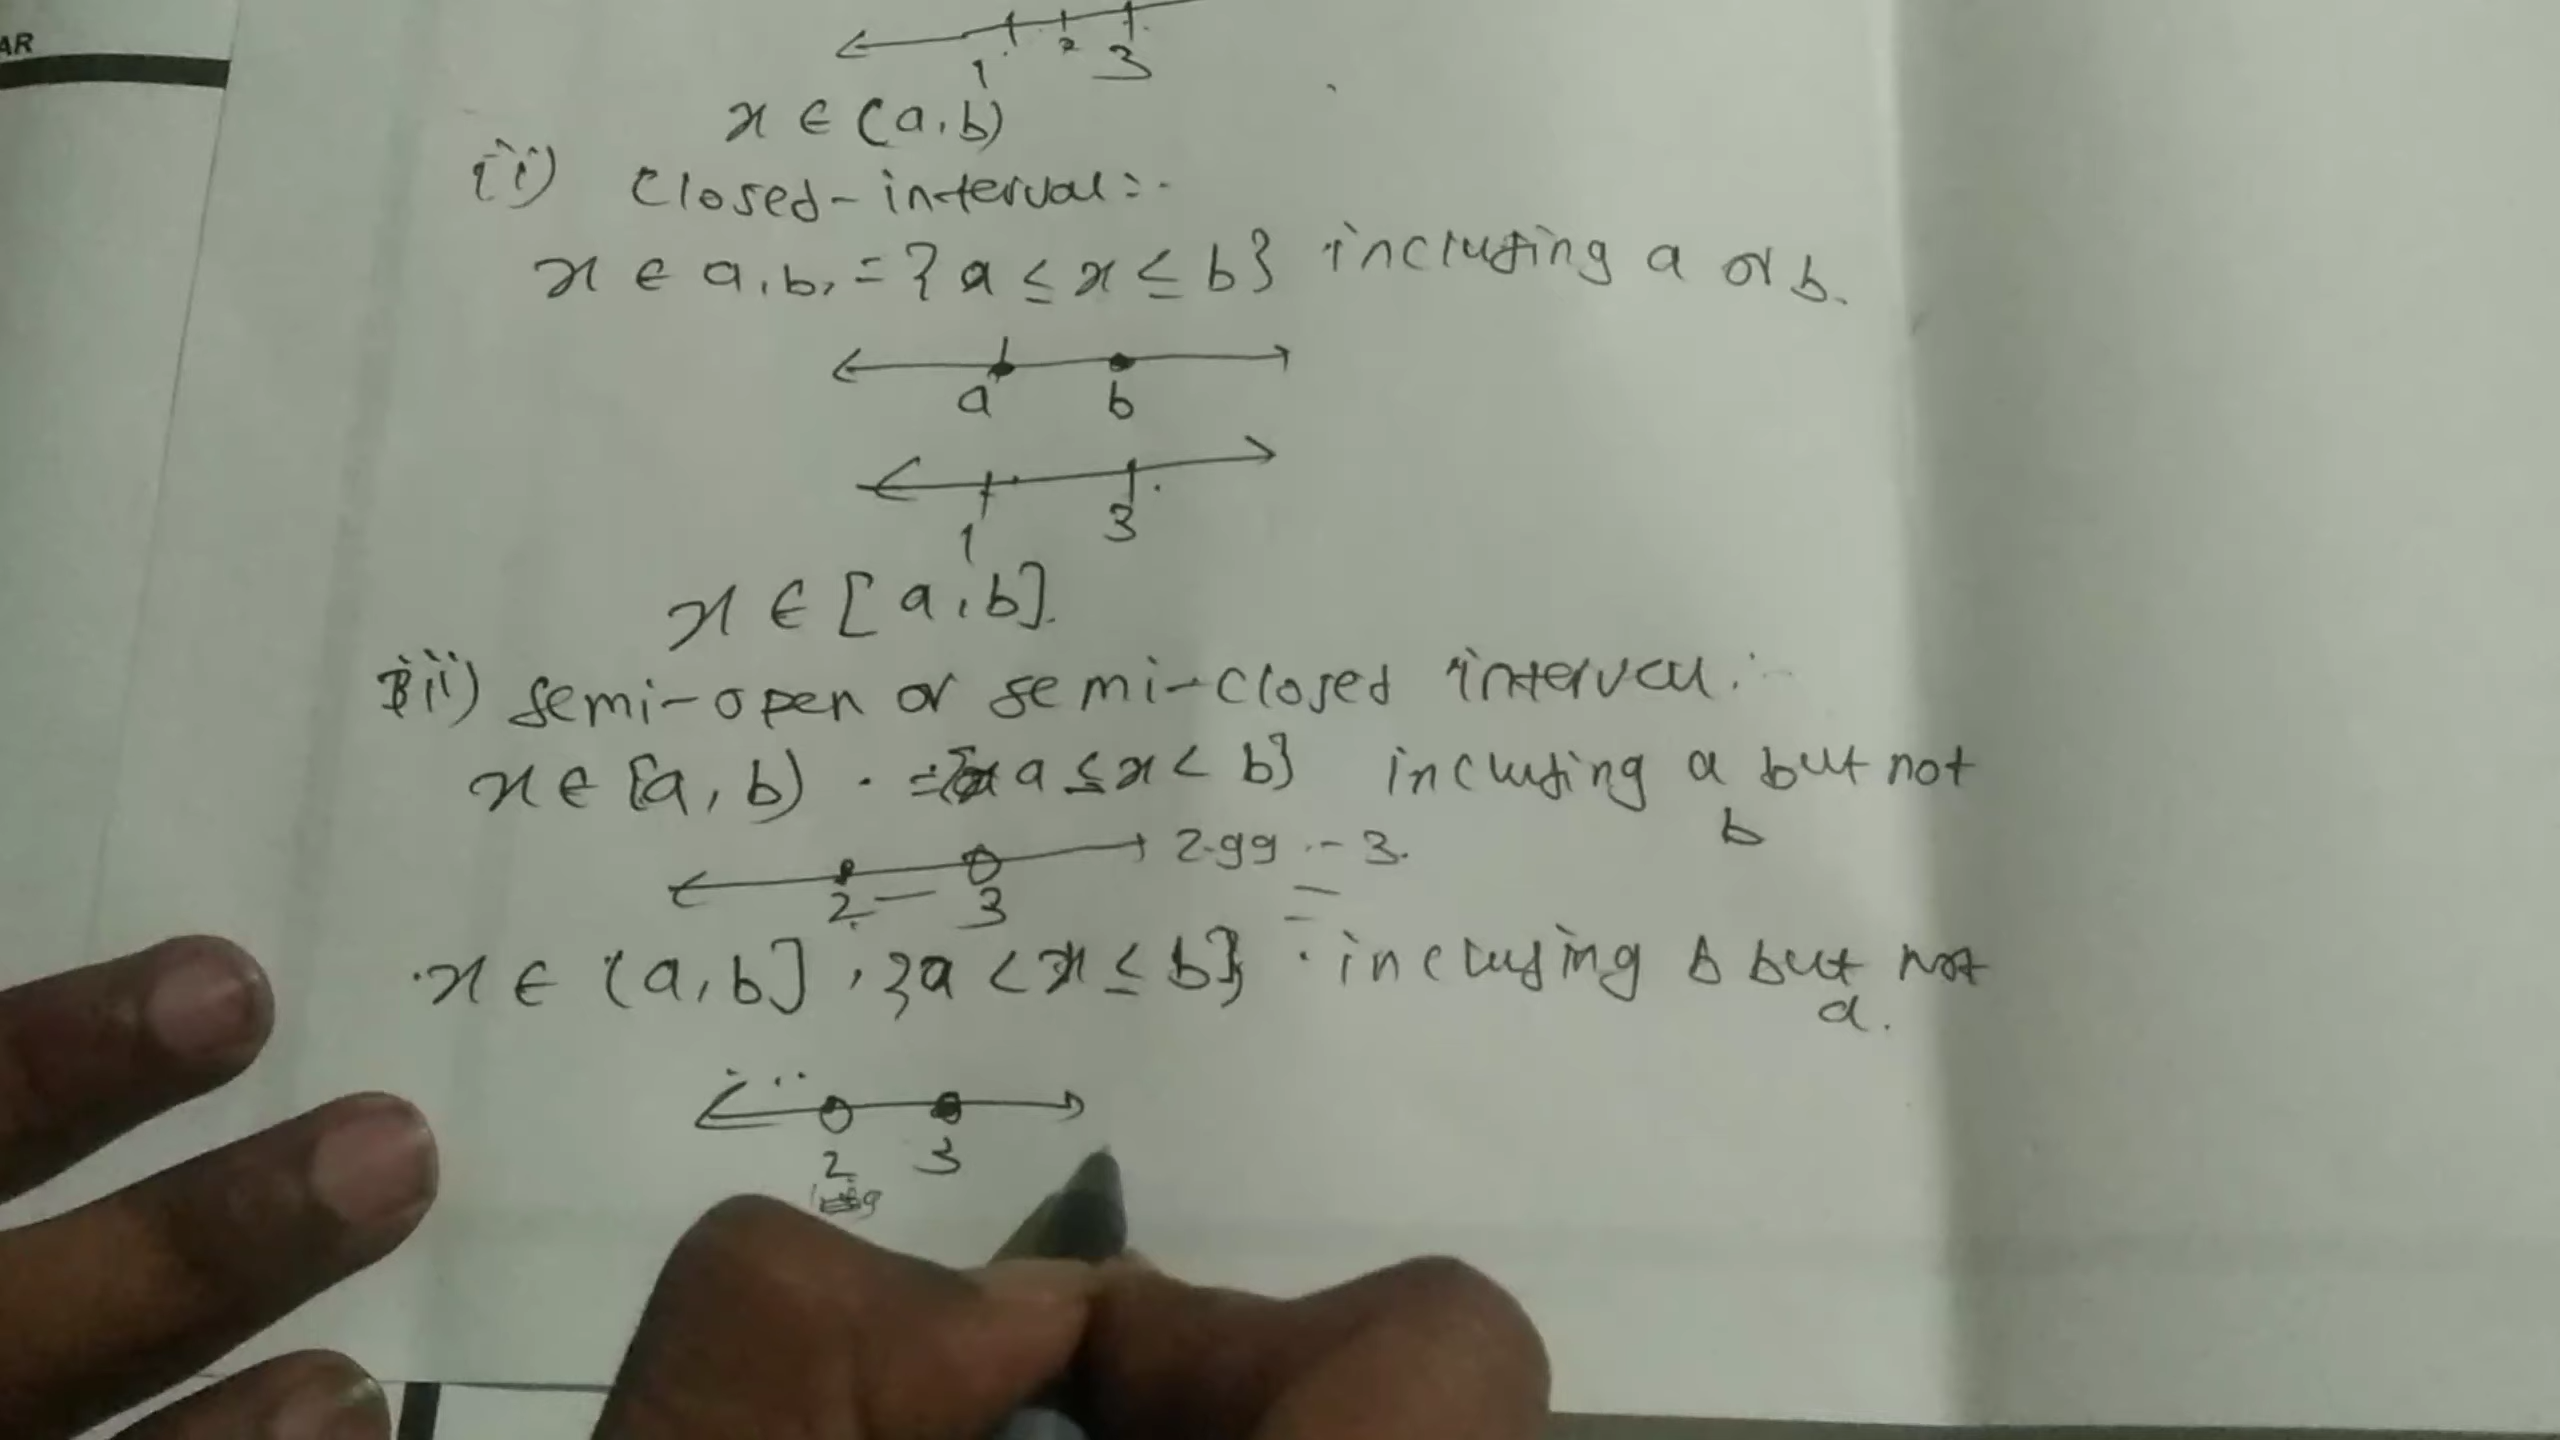 AR
1 2 3
x ∈ (a, b)
ii) Closed-interval:-
x ∈ a, b, = { a ≤ x ≤ b} including a or b.
a b
1 3
x ∈ [a, b].
iii) semi-open or semi-closed interval:-
x ∈ [a, b) = { a ≤ x < b} including a but not
b
2.99 - 3.
2 3
x ∈ (a, b], {a < x ≤ b} including b but not
a.
2 3